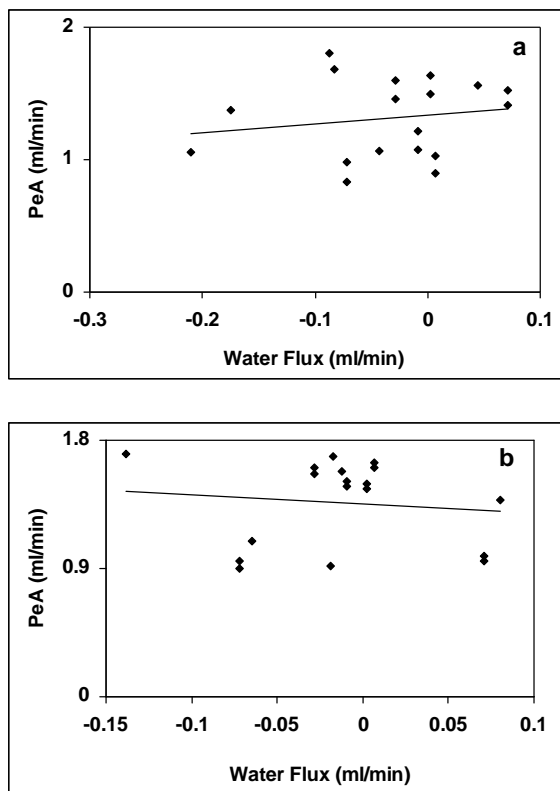 a
2
1
0
-0.3
-0.2
-0.1
0
0.1
PeA (ml/min)
Water Flux (ml/min)
b
1.8
0.9
0
-0.15
-0.1
-0.05
0
0.05
0.1
PeA (ml/min)
Water Flux (ml/min)